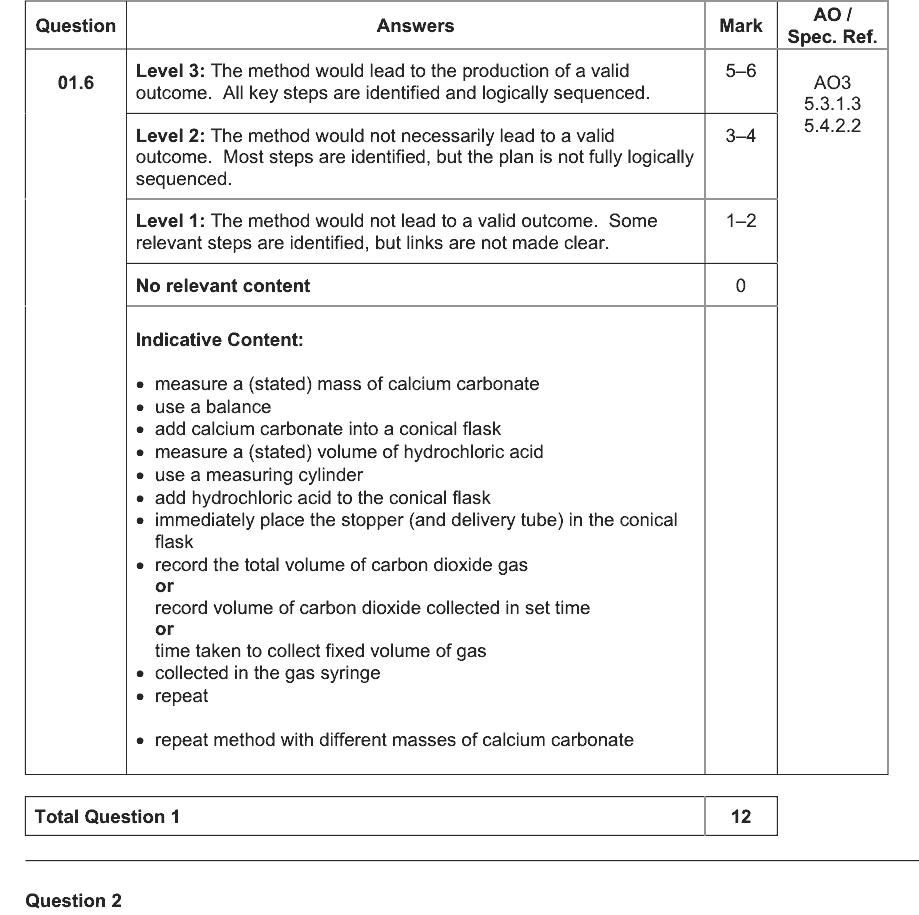 Question Answers Mark AO /
Spec. Ref.
01.6 Level 3: The method would lead to the production of a valid 5–6 AO3
outcome. All key steps are identified and logically sequenced. 5.3.1.3
5.4.2.2
Level 2: The method would not necessarily lead to a valid 3–4
outcome. Most steps are identified, but the plan is not fully logically
sequenced.
Level 1: The method would not lead to a valid outcome. Some 1–2
relevant steps are identified, but links are not made clear.
No relevant content 0
Indicative Content:
• measure a (stated) mass of calcium carbonate
• use a balance
• add calcium carbonate into a conical flask
• measure a (stated) volume of hydrochloric acid
• use a measuring cylinder
• add hydrochloric acid to the conical flask
• immediately place the stopper (and delivery tube) in the conical
flask
• record the total volume of carbon dioxide gas
or
record volume of carbon dioxide collected in set time
or
time taken to collect fixed volume of gas
• collected in the gas syringe
• repeat
• repeat method with different masses of calcium carbonate
Total Question 1 12
Question 2